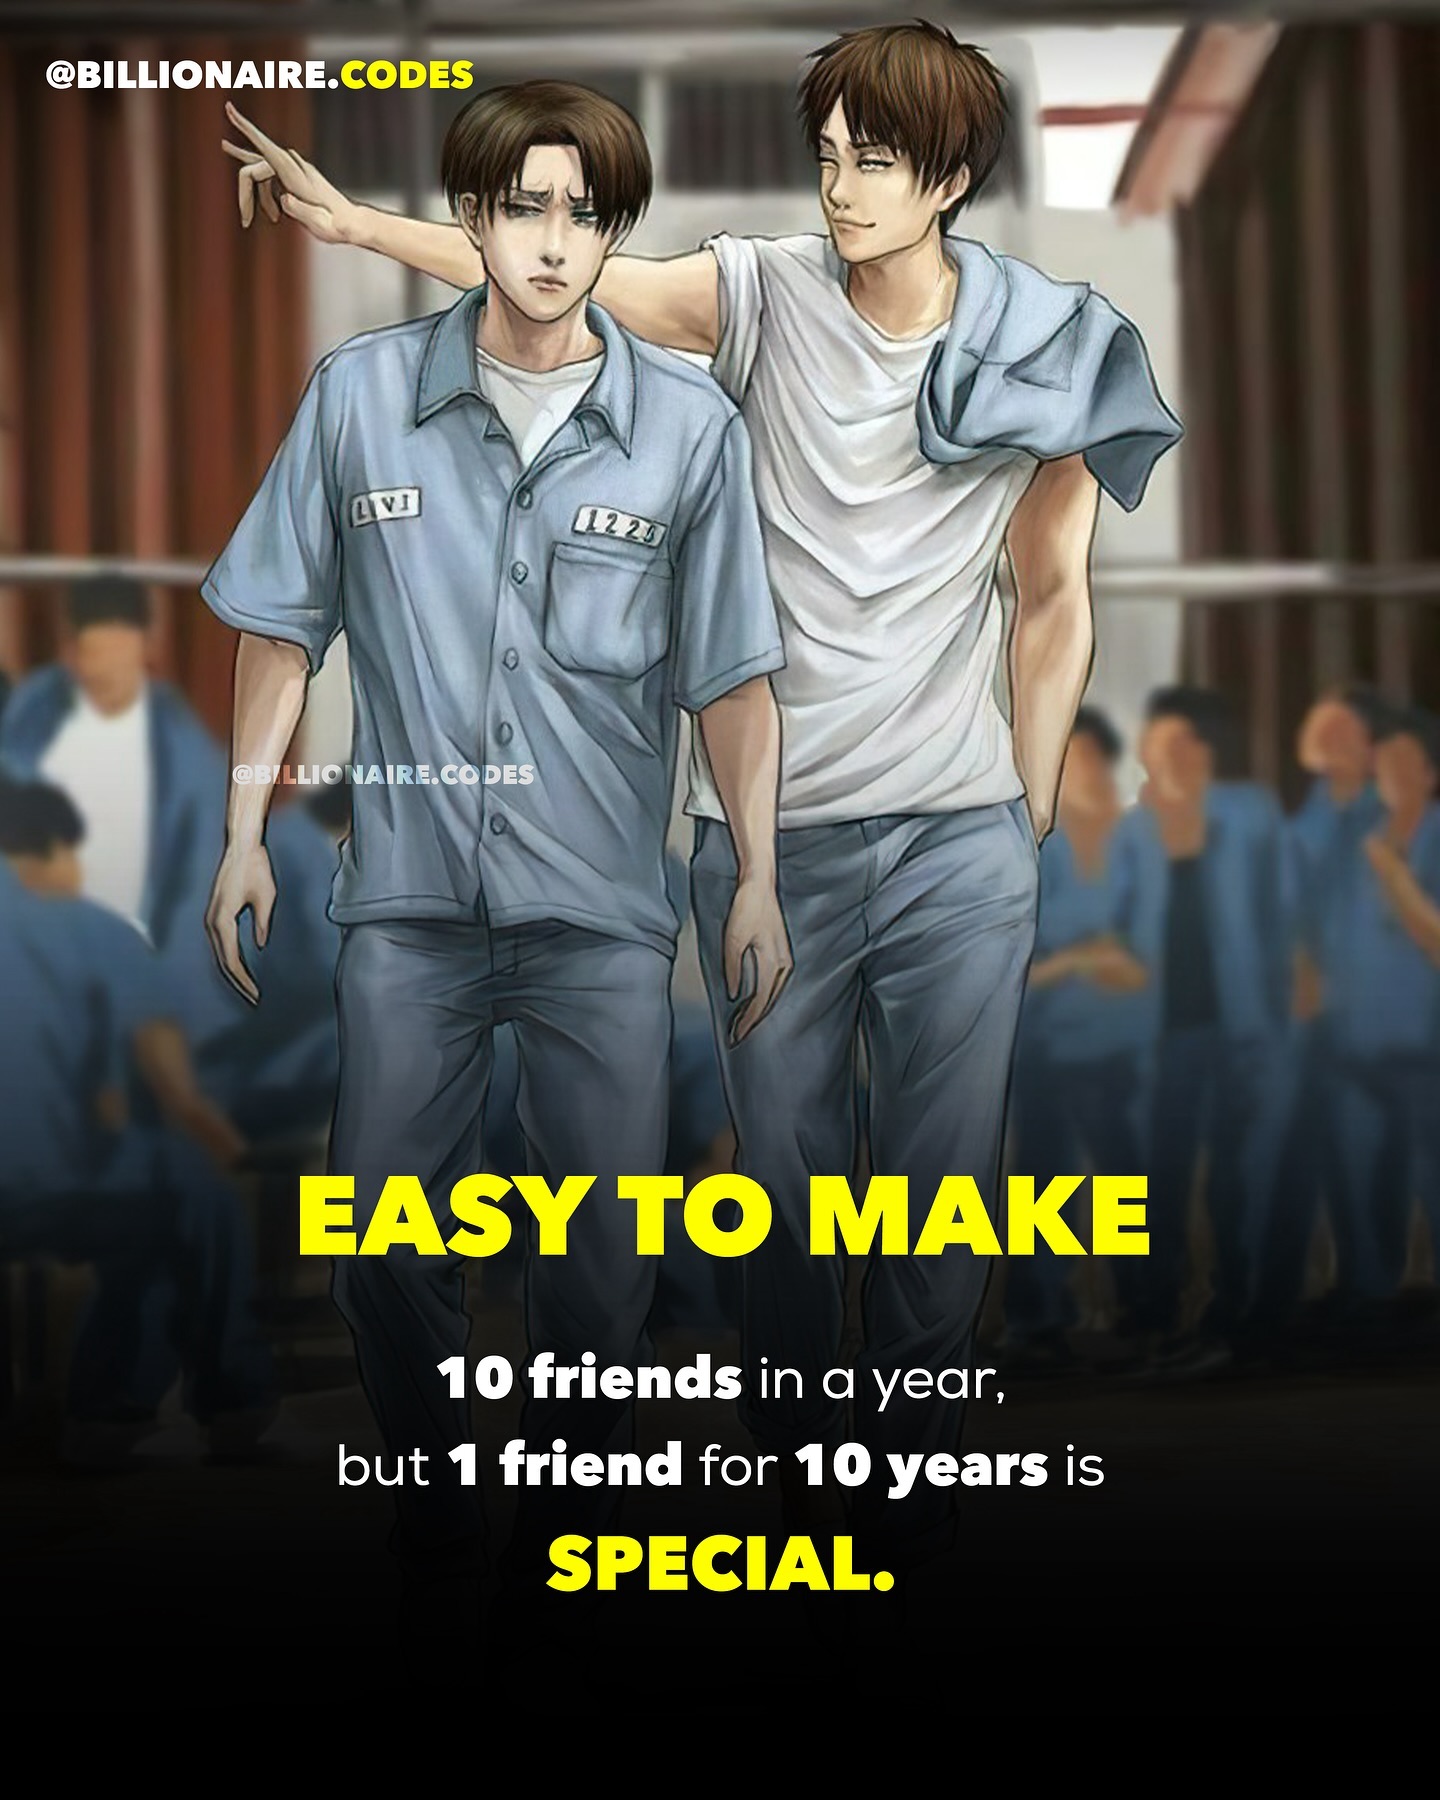 @BILLIONAIRE.CODES
LEVI
1228
@BILLIONAIRE.CODES
EASY TO MAKE
10 friends in a year,
but 1 friend for 10 years is
SPECIAL.